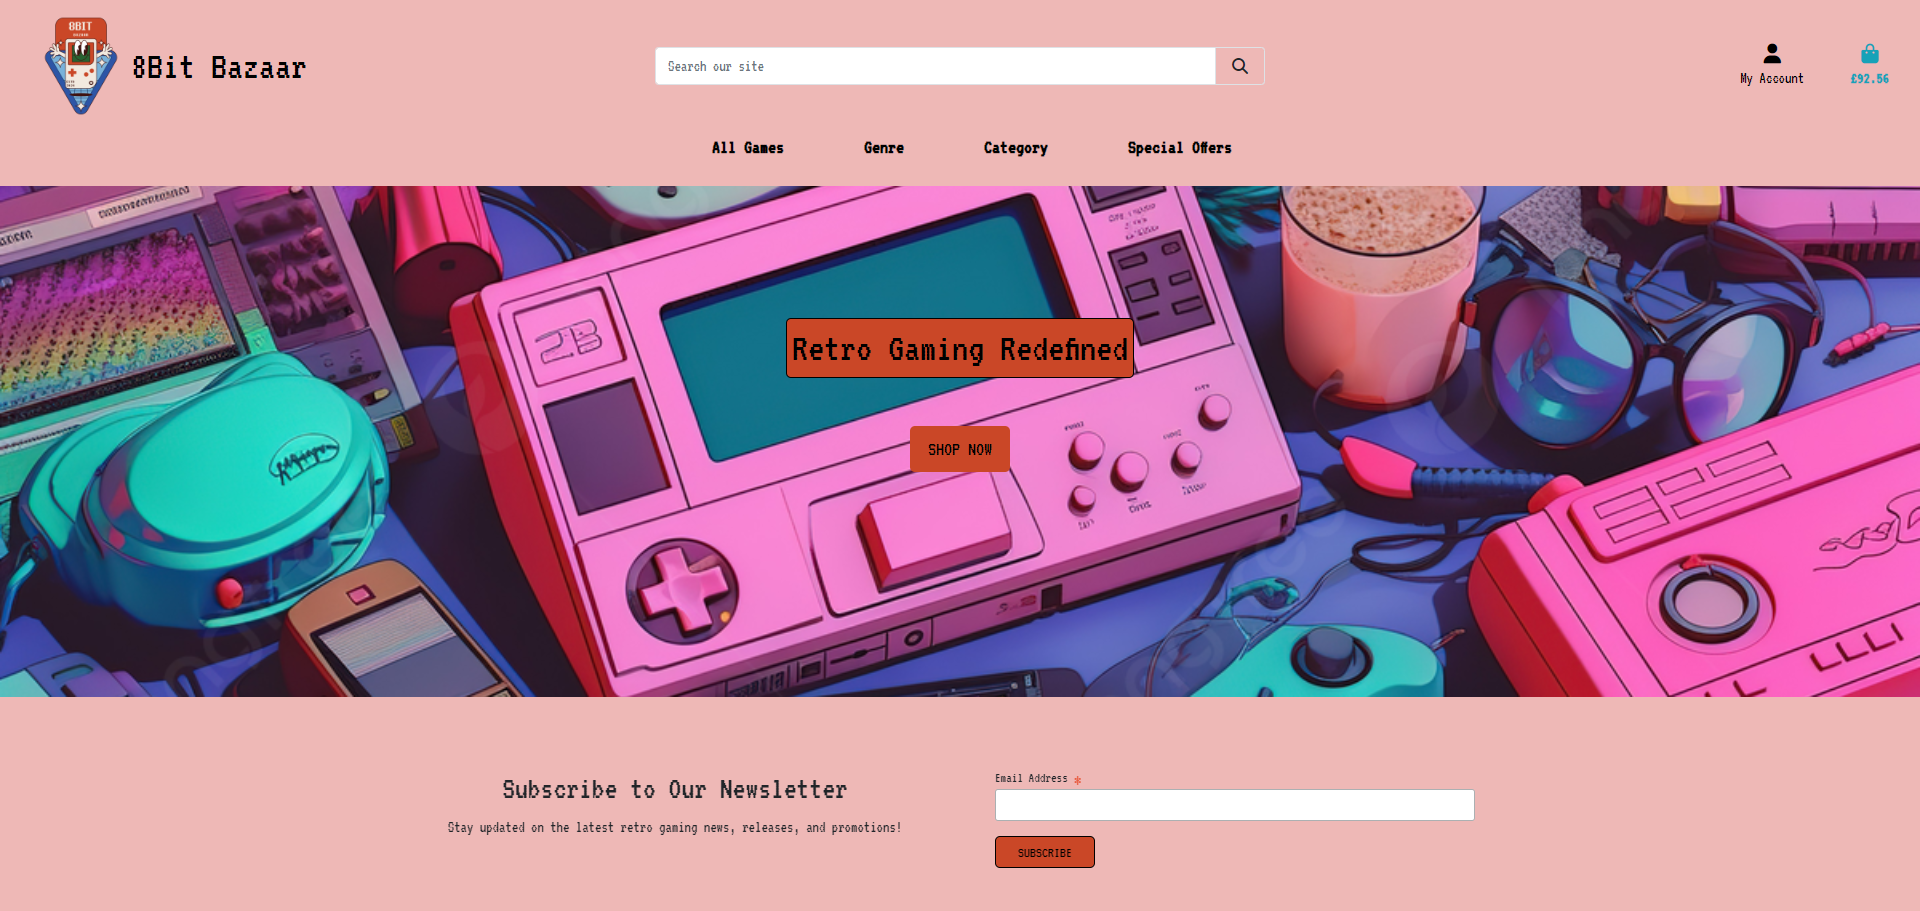 8BIT
BAZAAR
8Bit Bazaar
Search our site
My Account
£92.56
All Games
Genre
Category
Special Offers
Retro Gaming Redefined
SHOP NOW
Subscribe to Our Newsletter
Stay updated on the latest retro gaming news, releases, and promotions!
Email Address *
SUBSCRIBE